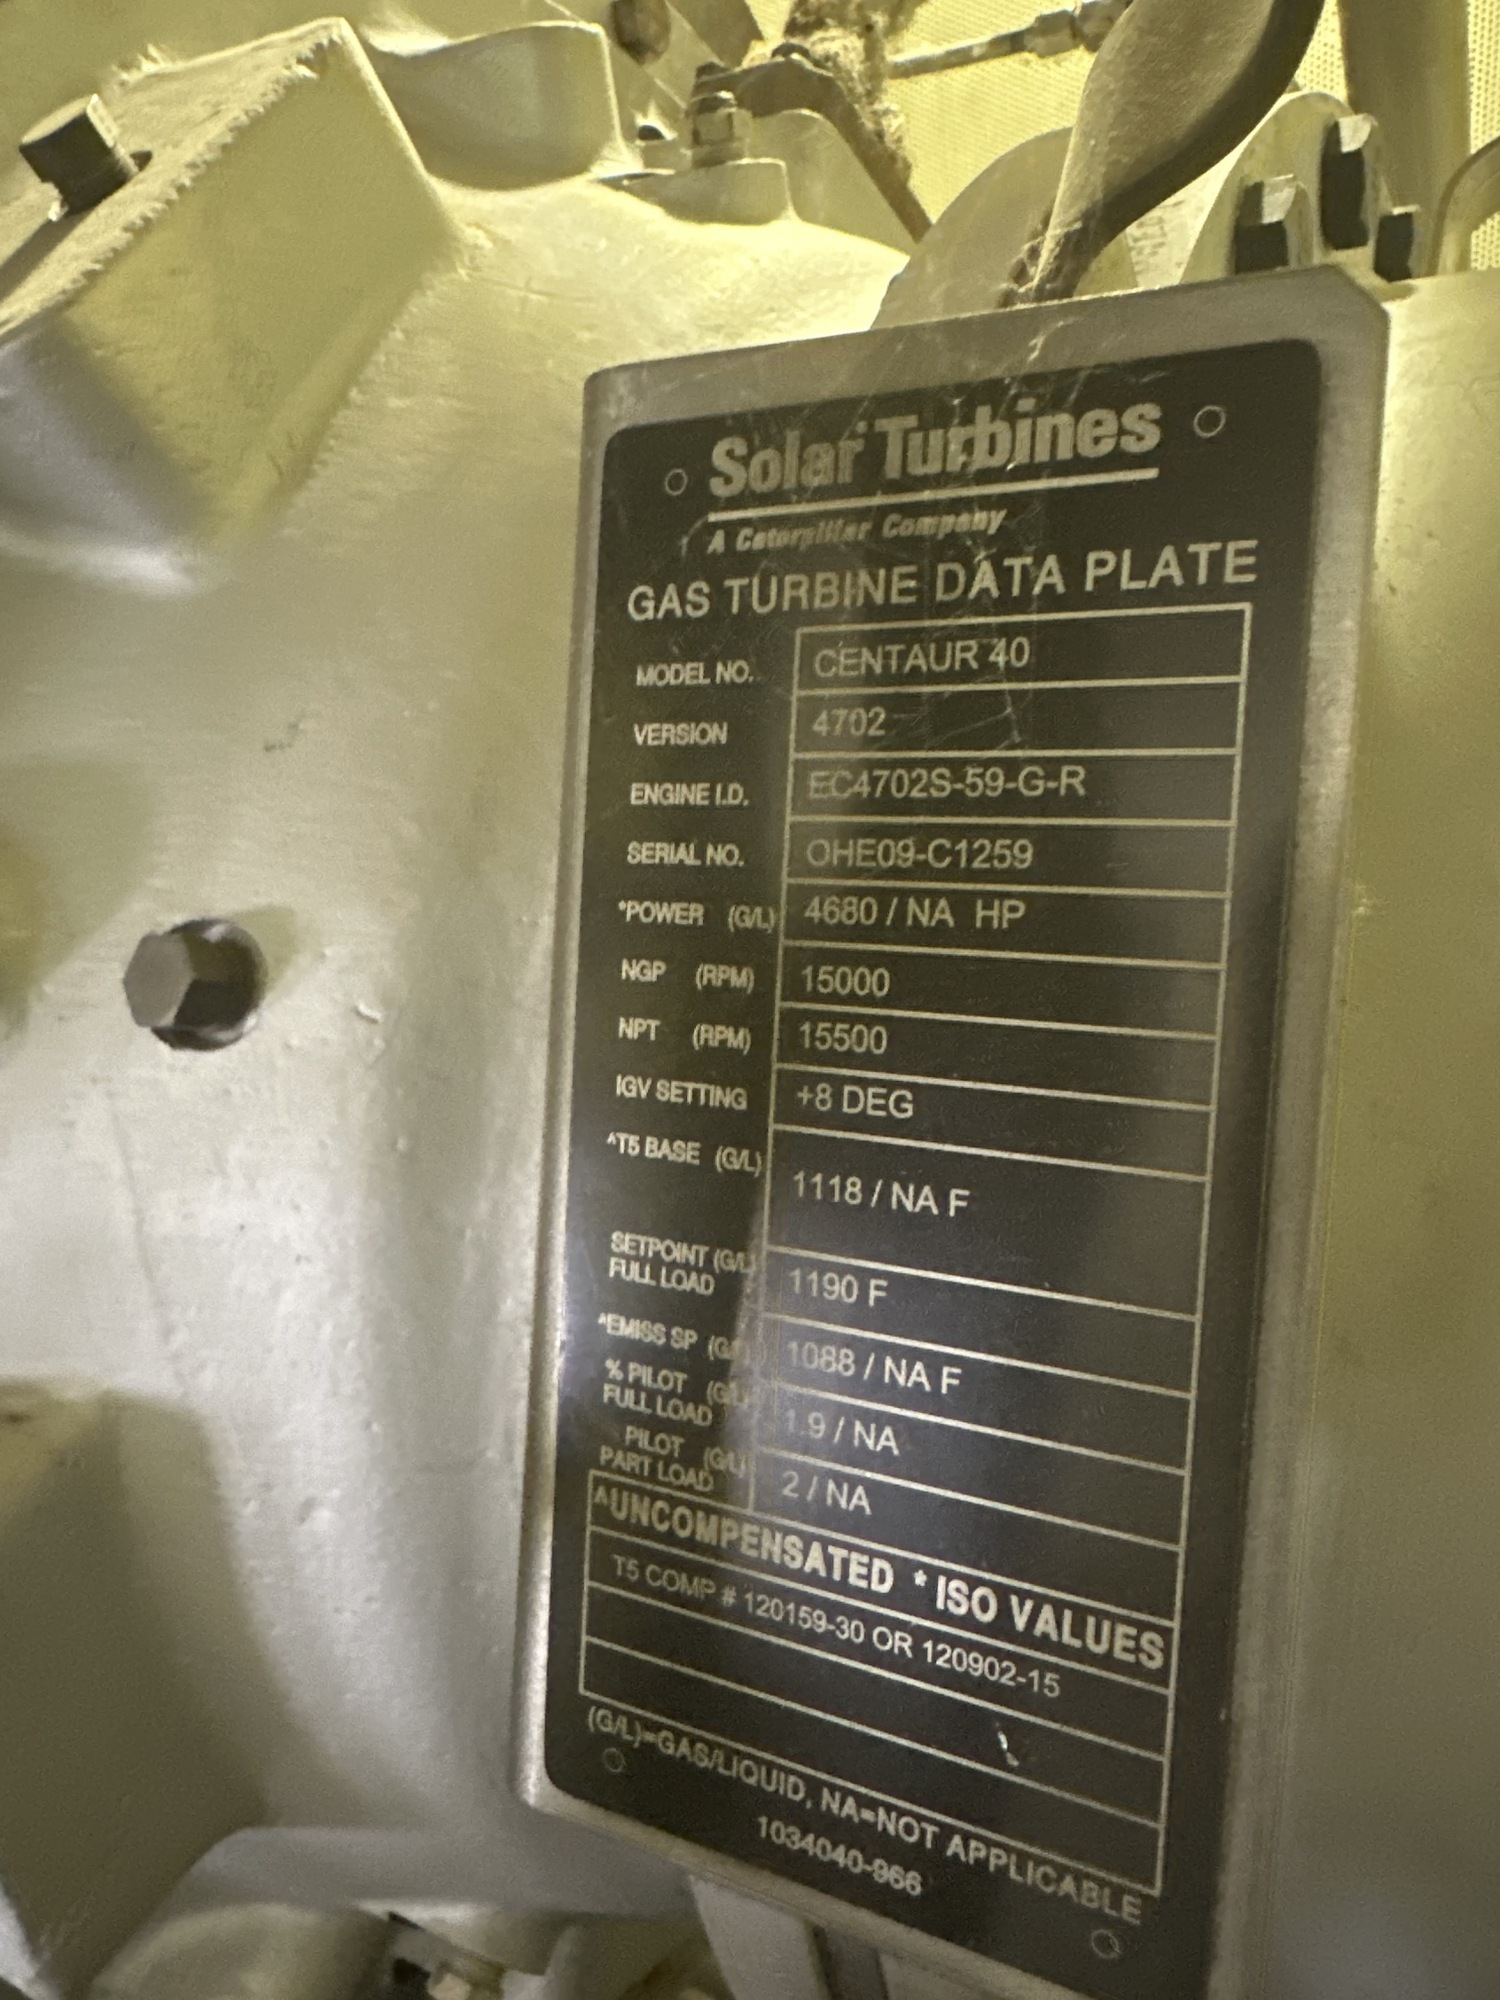 Solar Turbines
A Caterpillar Company
GAS TURBINE DATA PLATE
MODEL NO. CENTAUR 40
VERSION 4702
ENGINE I.D. EC4702S-59-G-R
SERIAL NO. OHE09-C1259
*POWER (G/L) 4680 / NA HP
NGP (RPM) 15000
NPT (RPM) 15500
IGV SETTING +8 DEG
^T5 BASE (G/L) 1118 / NA F
SETPOINT (G/L)
FULL LOAD 1190 F
^EMISS SP (G/L) 1088 / NA F
% PILOT (G/L)
FULL LOAD 1.9 / NA
PILOT (G/L)
PART LOAD 2 / NA
^UNCOMPENSATED * ISO VALUES
T5 COMP # 120159-30 OR 120902-15
(G/L)=GAS/LIQUID, NA=NOT APPLICABLE
1034040-966